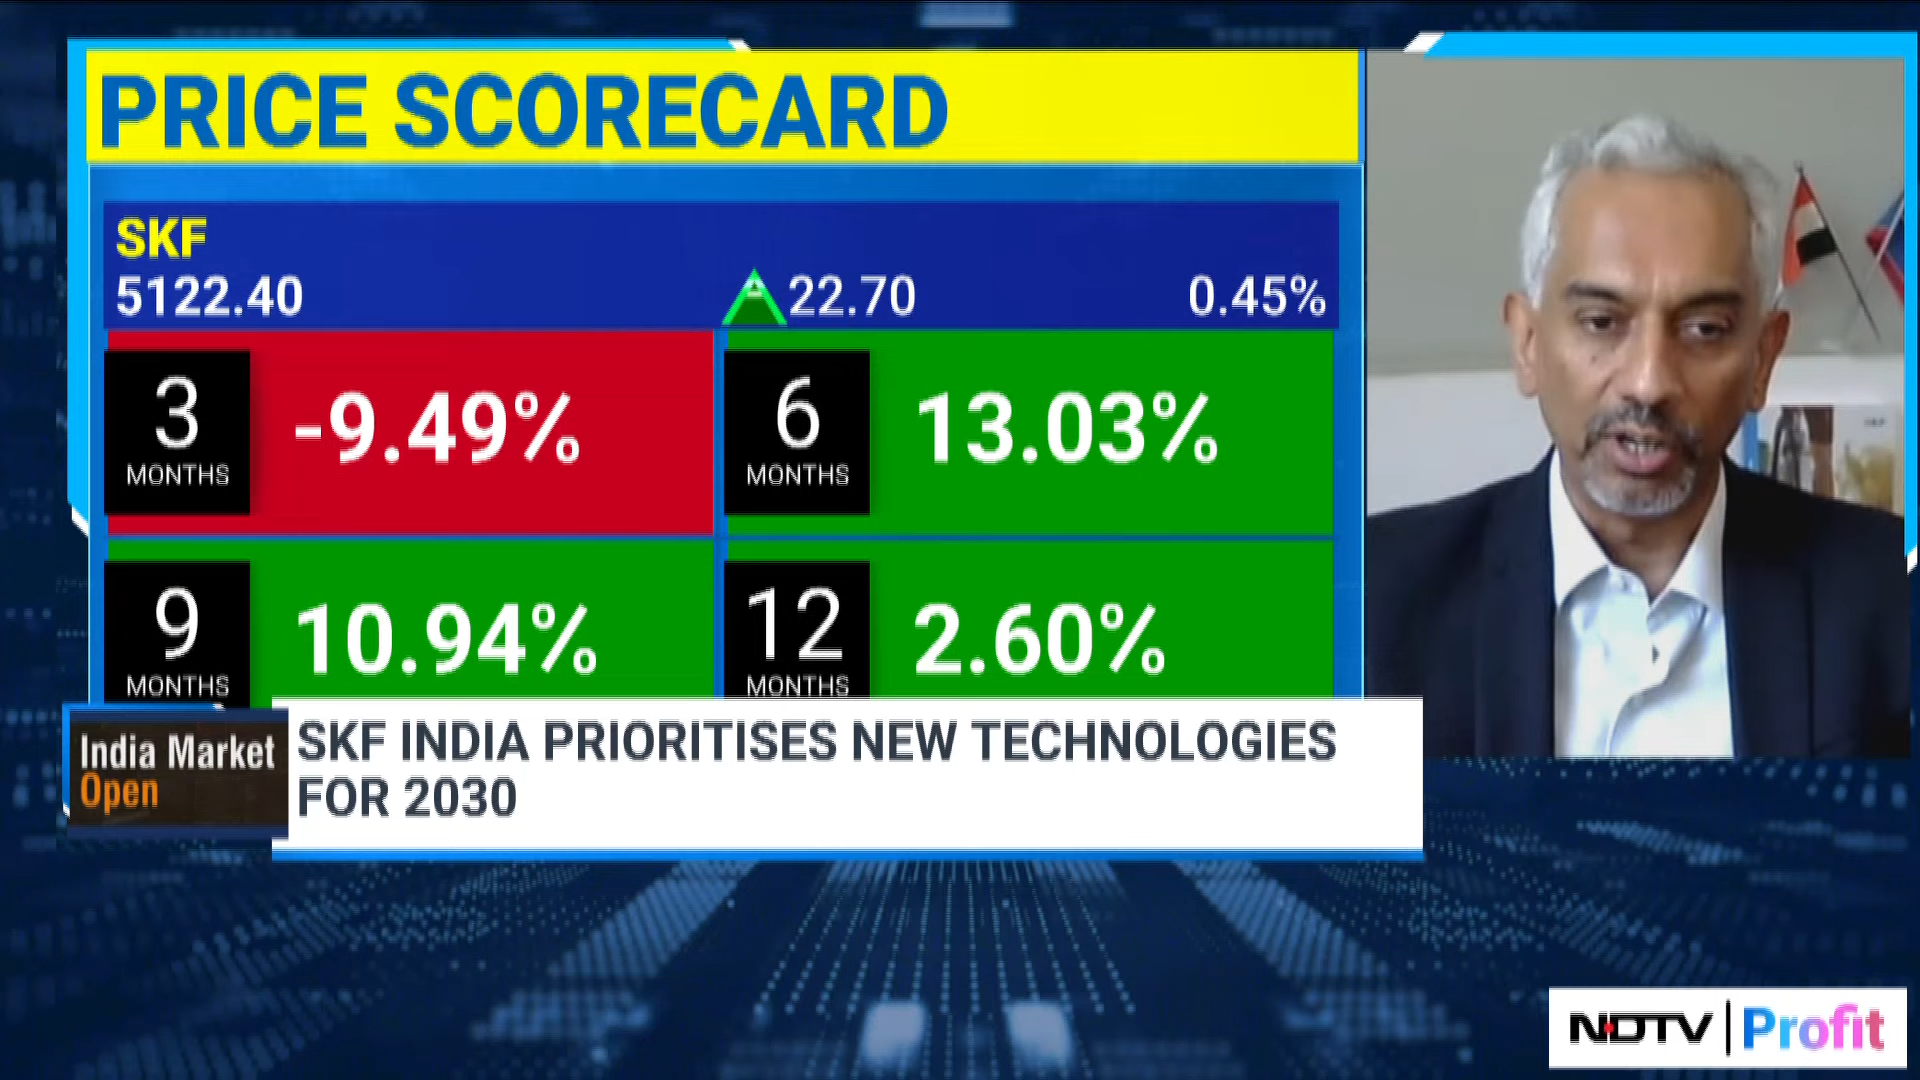 PRICE SCORECARD
SKF
5122.40 22.70 0.45%
3 MONTHS -9.49%
6 MONTHS 13.03%
9 MONTHS 10.94%
12 MONTHS 2.60%
India Market Open
SKF INDIA PRIORITISES NEW TECHNOLOGIES
FOR 2030
NDTV | Profit